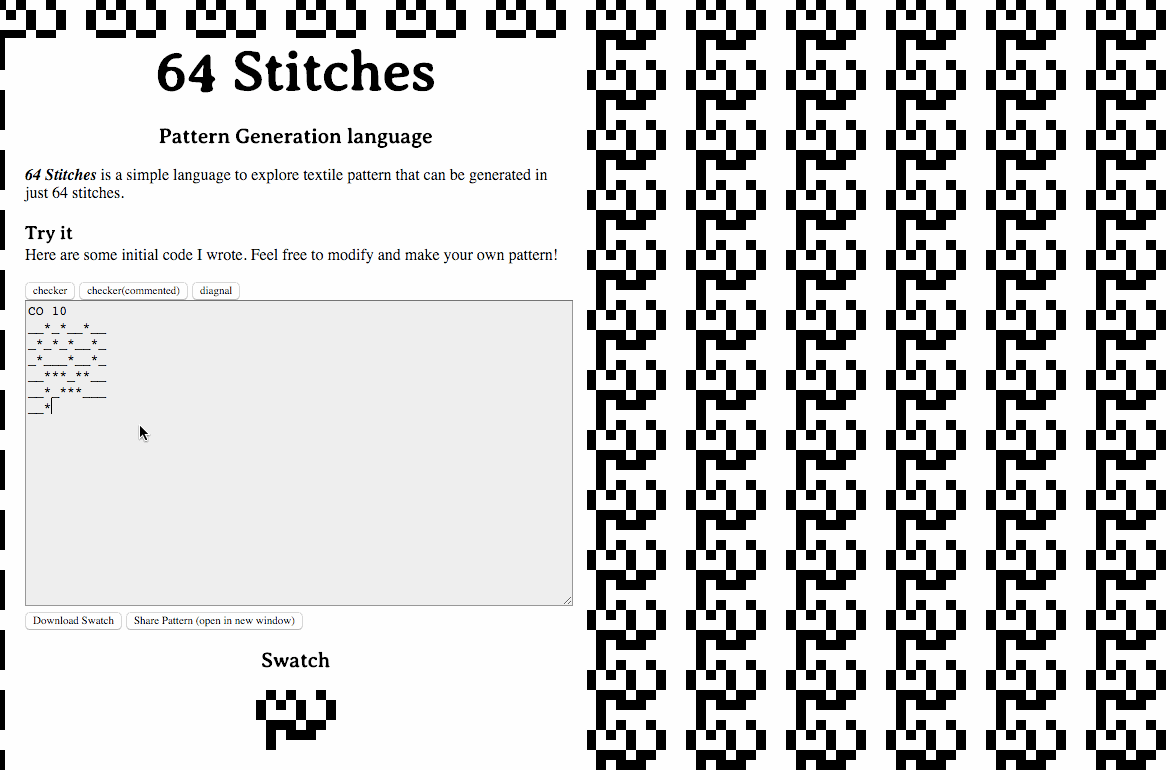 64 Stitches
Pattern Generation language
64 Stitches is a simple language to explore textile pattern that can be generated in
just 64 stitches.
Try it
Here are some initial code I wrote. Feel free to modify and make your own pattern!
checker checker(commented) diagnal
CO 10
__*_*__*__
_*_*_*__*_
_*___*__*_
__***_**__
__*_***___
__*
Download Swatch Share Pattern (open in new window)
Swatch